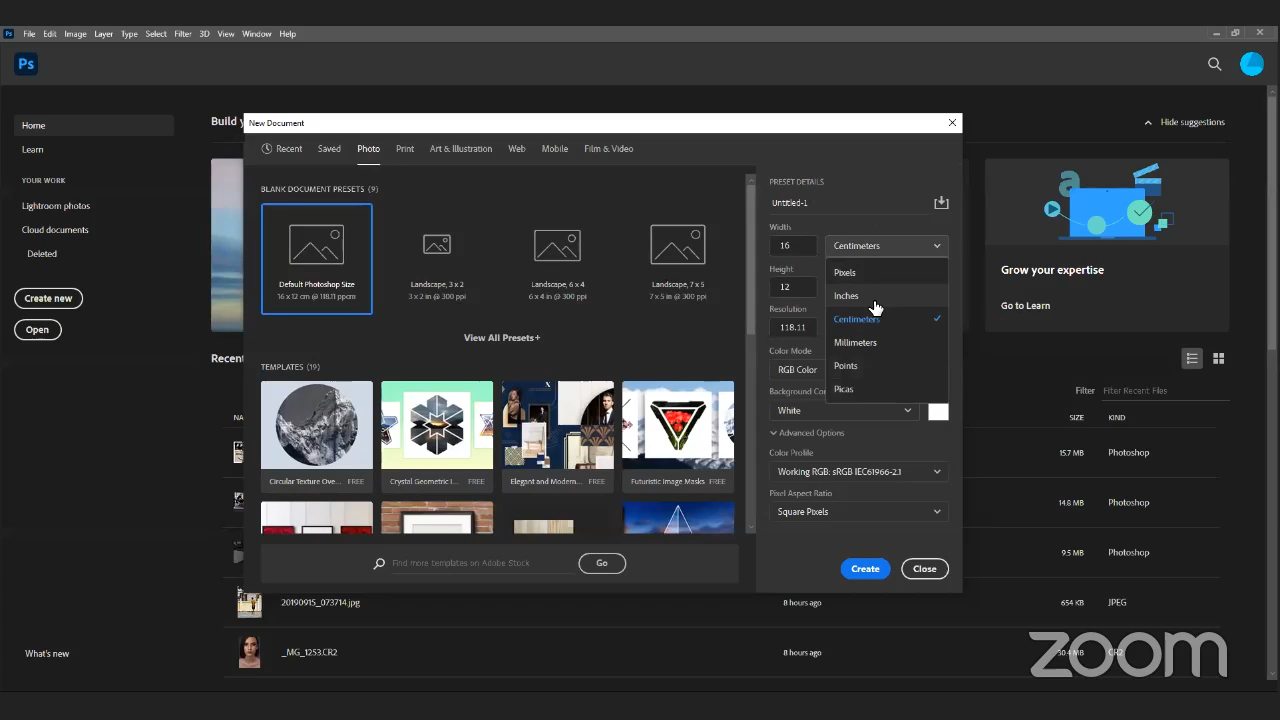 Ps File Edit Image Layer Type Select Filter 3D View Window Help
Ps
Home
Learn
YOUR WORK
Lightroom photos
Cloud documents
Deleted
Create new
Open
What's new
Build
Hide suggestions
New Document
Recent Saved Photo Print Art & Illustration Web Mobile Film & Video
BLANK DOCUMENT PRESETS (9)
Default Photoshop Size
16 x 12 cm @ 118.11 ppcm
Landscape, 3 x 2
3 x 2 in @ 300 ppi
Landscape, 6 x 4
6 x 4 in @ 300 ppi
Landscape, 7 x 5
7 x 5 in @ 300 ppi
View All Presets+
TEMPLATES (19)
Circular Texture Ove... FREE
Crystal Geometric I... FREE
Elegant and Modern... FREE
Futuristic Image Masks FREE
Find more templates on Adobe Stock
Go
PRESET DETAILS
Untitled-1
Width
16 Centimeters
Height
12
Resolution
118.11
Color Mode
RGB Color
Background Co
White
Pixels
Inches
Centimeters
Millimeters
Points
Picas
Advanced Options
Color Profile
Working RGB: sRGB IEC61966-2.1
Pixel Aspect Ratio
Square Pixels
Create
Close
Grow your expertise
Go to Learn
Recent
Filter Filter Recent Files
NA
SIZE KIND
15.7 MB Photoshop
14.8 MB Photoshop
9.5 MB Photoshop
20190915_073714.jpg 8 hours ago 654 KB JPEG
_MG_1253.CR2 8 hours ago 30.4 MB CR2
zoom